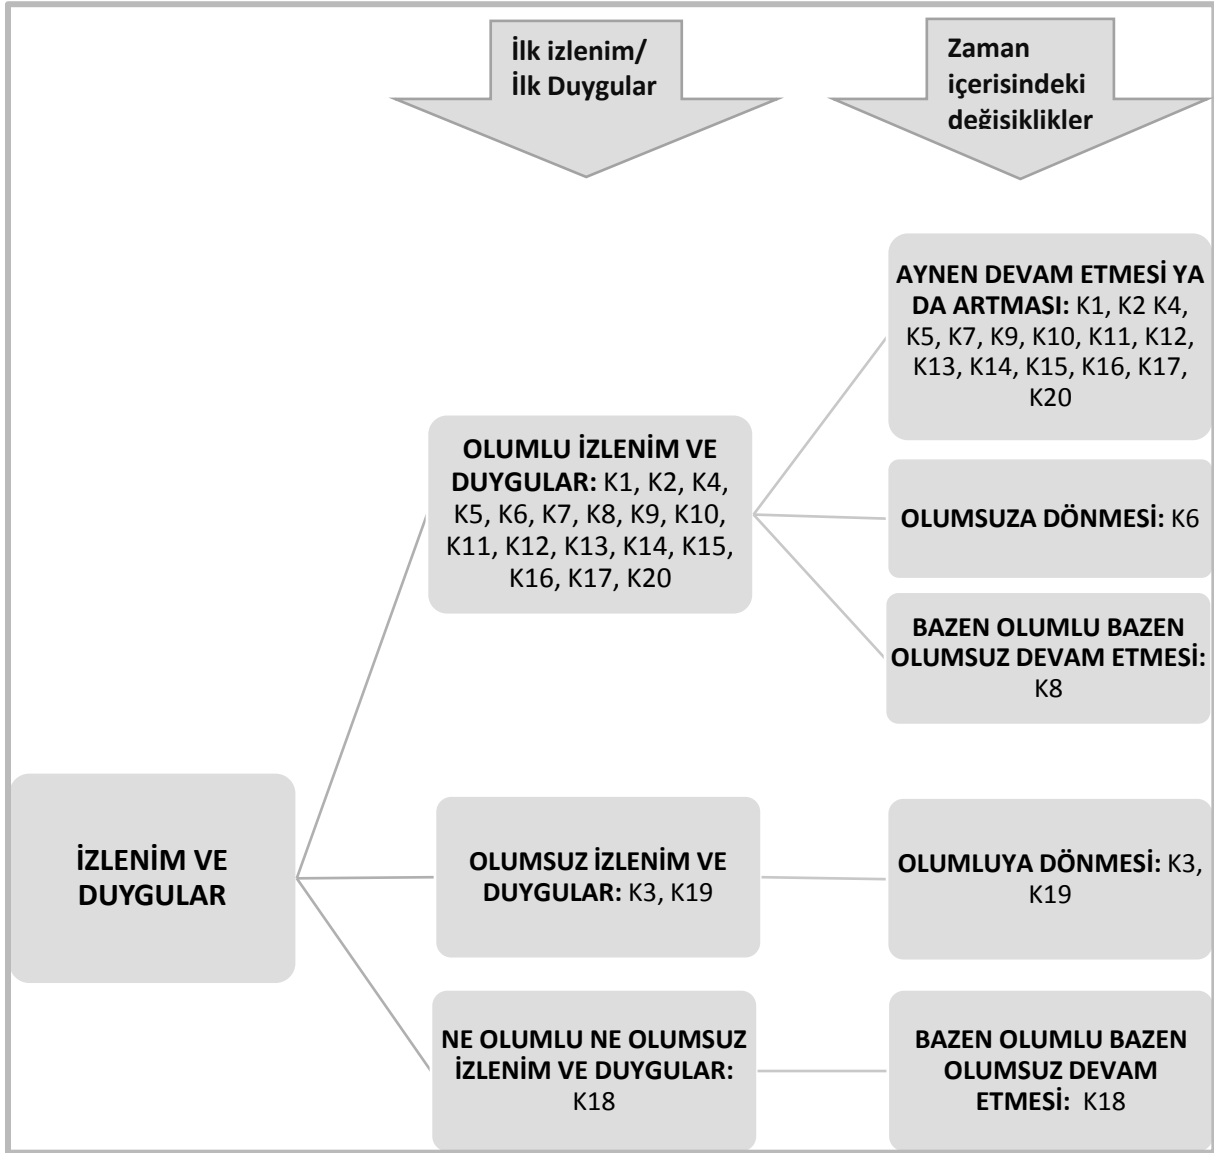 İlk izlenim/
İlk Duygular
Zaman
içerisindeki
değişiklikler
AYNEN DEVAM ETMESİ YA
DA ARTMASI: K1, K2 K4,
K5, K7, K9, K10, K11, K12,
K13, K14, K15, K16, K17,
K20
OLUMLU İZLENİM VE
DUYGULAR: K1, K2, K4,
K5, K6, K7, K8, K9, K10,
K11, K12, K13, K14, K15,
K16, K17, K20
OLUMSUZA DÖNMESİ: K6
BAZEN OLUMLU BAZEN
OLUMSUZ DEVAM ETMESİ:
K8
İZLENİM VE
DUYGULAR
OLUMSUZ İZLENİM VE
DUYGULAR: K3, K19
OLUMLUYA DÖNMESİ: K3,
K19
NE OLUMLU NE OLUMSUZ
İZLENİM VE DUYGULAR:
K18
BAZEN OLUMLU BAZEN
OLUMSUZ DEVAM
ETMESİ:  K18